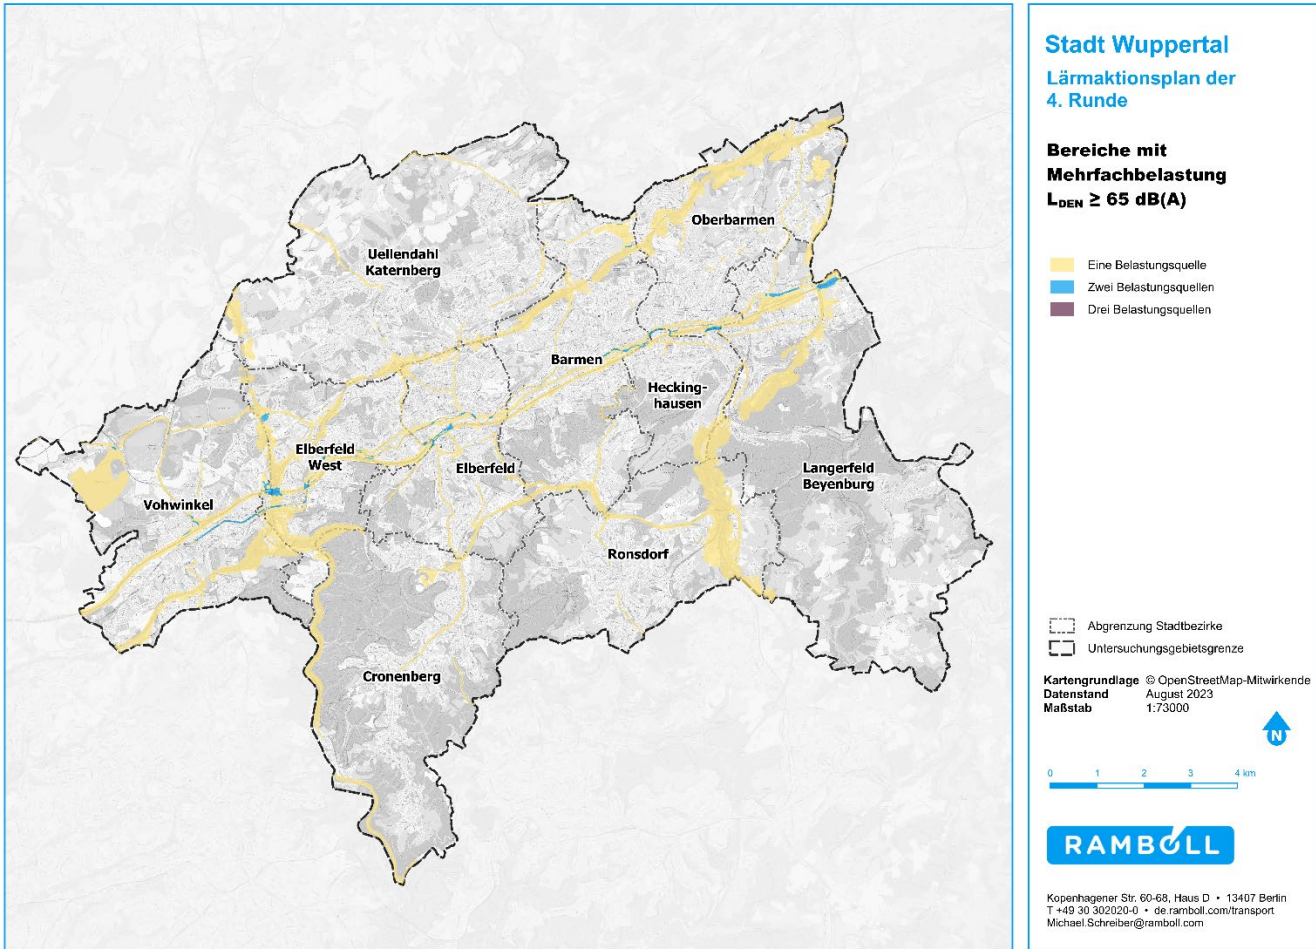 Stadt Wuppertal
Lärmaktionsplan der
4. Runde
Bereiche mit
Mehrfachbelastung
LDEN ≥ 65 dB(A)
Eine Belastungsquelle
Zwei Belastungsquellen
Drei Belastungsquellen
Abgrenzung Stadtbezirke
Untersuchungsgebietsgrenze
Kartengrundlage © OpenStreetMap-Mitwirkende
Datenstand August 2023
Maßstab 1:73000
N
0 1 2 3 4 km
RAMBOLL
Kopenhagener Str. 60-68, Haus D • 13407 Berlin
T +49 30 302020-0 • de.ramboll.com/transport
Michael.Schreiber@ramboll.com
Oberbarmen
Uellendahl
Katernberg
Barmen
Hecking-
hausen
Elberfeld
West
Elberfeld
Langerfeld
Beyenburg
Vohwinkel
Ronsdorf
Cronenberg